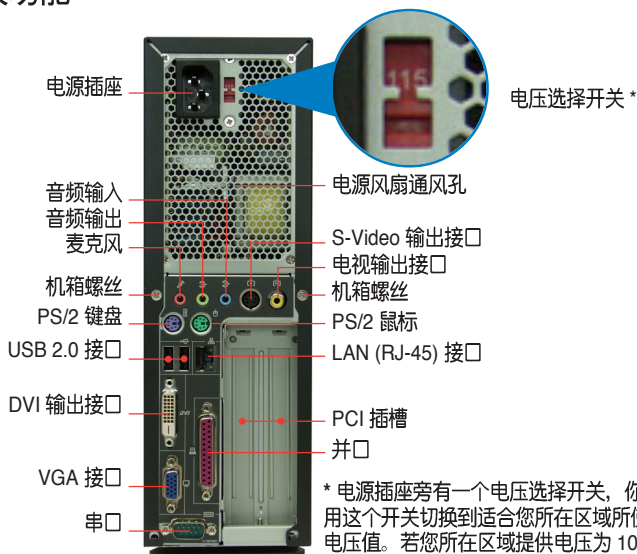 电源插座
115
电压选择开关 *
电源风扇通风孔
音频输入
音频输出
麦克风
S-Video 输出接口
电视输出接口
机箱螺丝
机箱螺丝
PS/2 键盘
PS/2 鼠标
USB 2.0 接口
LAN (RJ-45) 接口
DVI 输出接口
DVI
PCI 插槽
并口
VGA 接口
串口
* 电源插座旁有一个电压选择开关，
用这个开关切换到适合您所在区域所
电压值。若您所在区域提供电压为 10